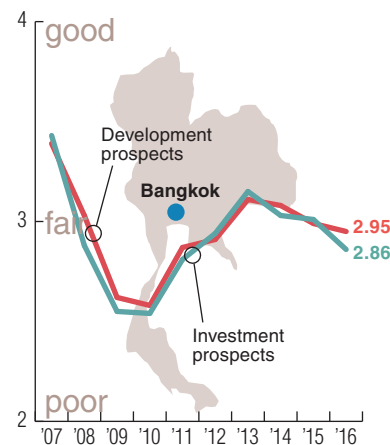 4
good
Development
prospects
Bangkok
3
fair
2.95
2.86
Investment
prospects
poor
2
'07 '08 '09 '10 '11 '12 '13 '14 '15 '16